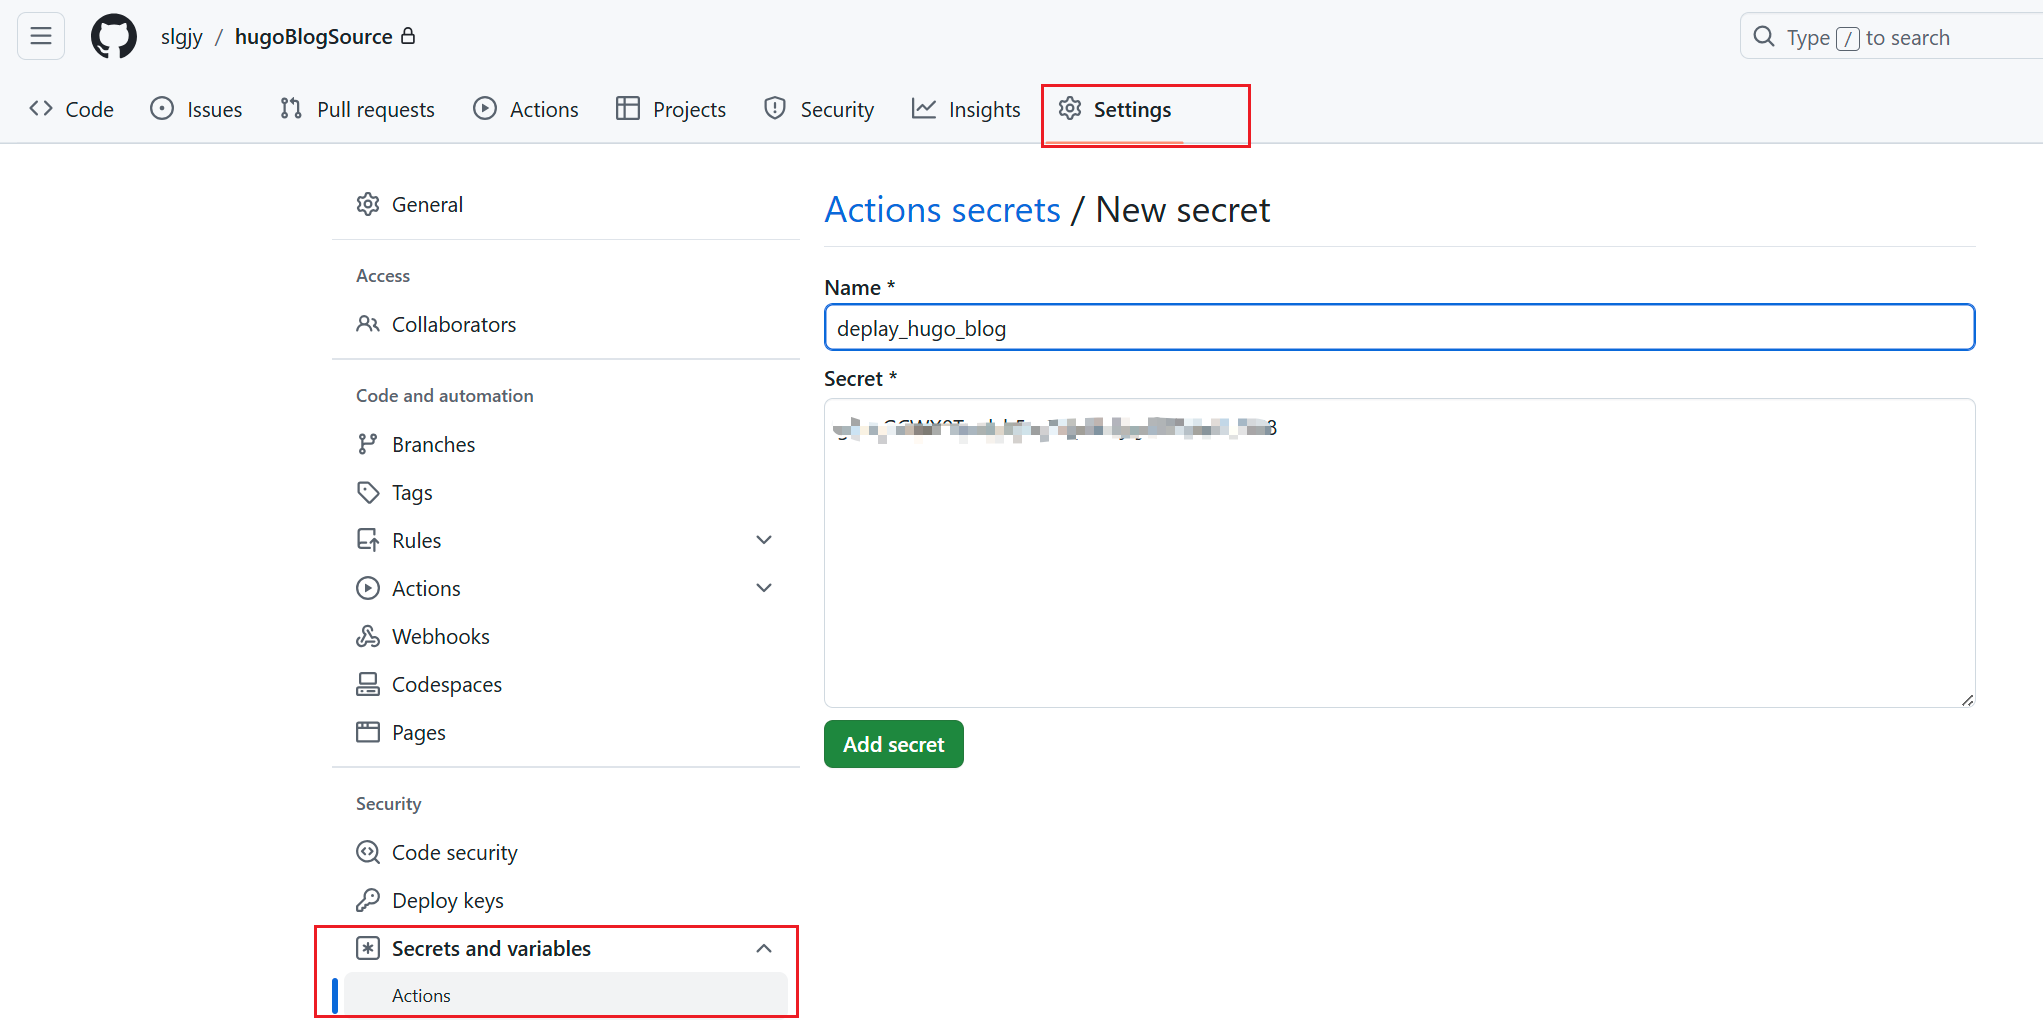 slgjy / hugoBlogSource
Type / to search
Code Issues Pull requests Actions Projects Security Insights Settings
General
Access
Collaborators
Code and automation
Branches
Tags
Rules
Actions
Webhooks
Codespaces
Pages
Security
Code security
Deploy keys
Secrets and variables
Actions
Actions secrets / New secret
Name *
deplay_hugo_blog
Secret *
Add secret